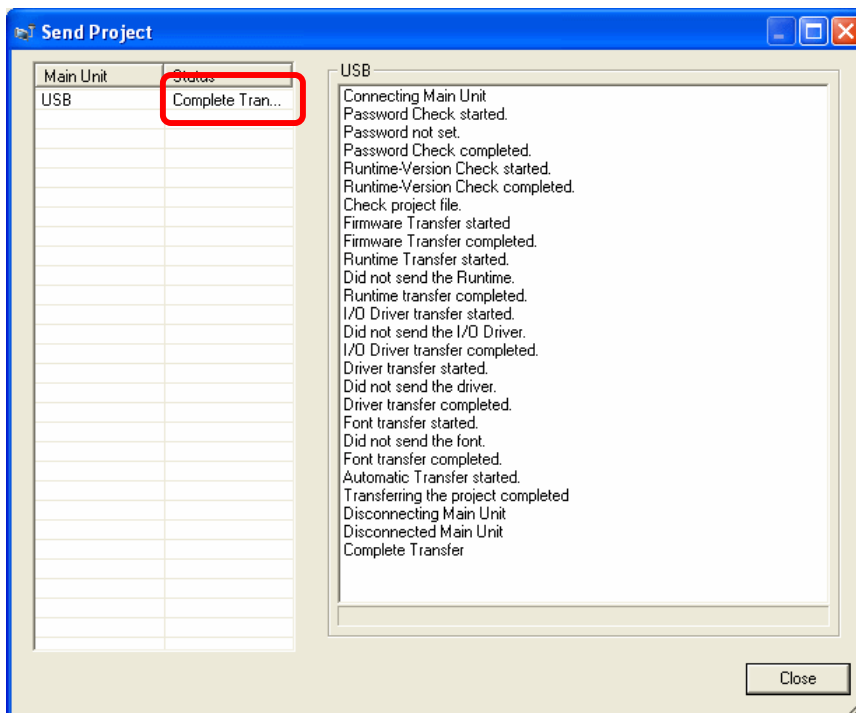 Send Project
Main Unit Status
USB Complete Tran...
USB
Connecting Main Unit
Password Check started.
Password not set.
Password Check completed.
Runtime-Version Check started.
Runtime-Version Check completed.
Check project file.
Firmware Transfer started
Firmware Transfer completed.
Runtime Transfer started.
Did not send the Runtime.
Runtime transfer completed.
I/O Driver transfer started.
Did not send the I/O Driver.
I/O Driver transfer completed.
Driver transfer started.
Did not send the driver.
Driver transfer completed.
Font transfer started.
Did not send the font.
Font transfer completed.
Automatic Transfer started.
Transferring the project completed
Disconnecting Main Unit
Disconnected Main Unit
Complete Transfer
Close